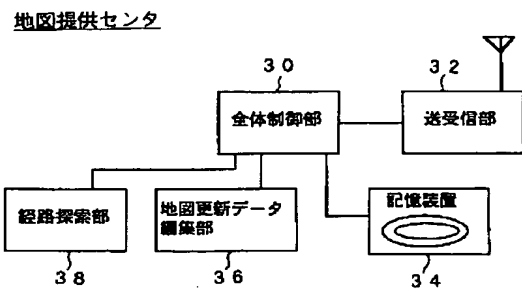 地図提供センタ
30
32
全体制御部
送受信部
経路探索部
地図更新データ
編集部
記憶装置
38
36
34